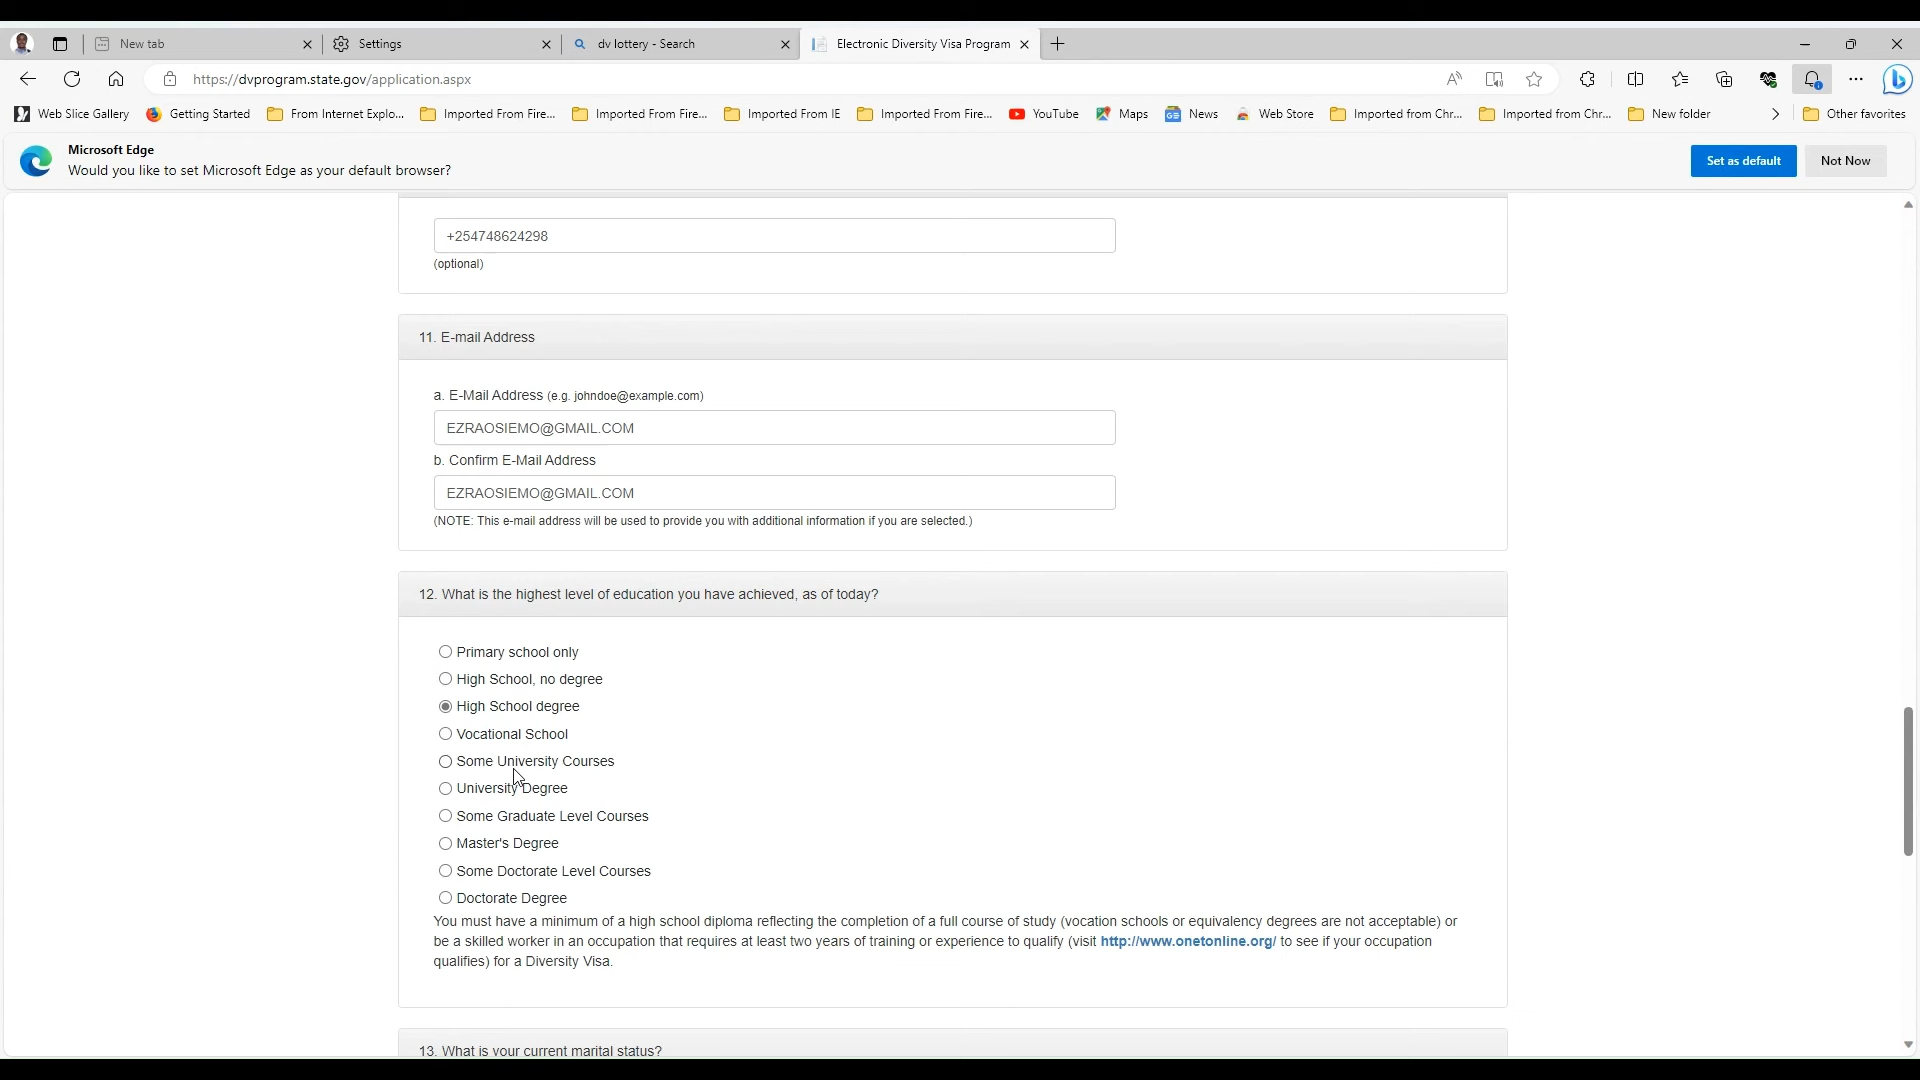 New tab
Settings
dv lottery - Search
Electronic Diversity Visa Program
https://dvprogram.state.gov/application.aspx
Web Slice Gallery
Getting Started
From Internet Explo...
Imported From Fire...
Imported From Fire...
Imported From IE
Imported From Fire...
YouTube
Maps
News
Web Store
Imported from Chr...
Imported from Chr...
New folder
Other favorites
Microsoft Edge
Would you like to set Microsoft Edge as your default browser?
Set as default
Not Now
+254748624298
(optional)
11. E-mail Address
a. E-Mail Address (e.g. johndoe@example.com)
EZRAOSIEMO@GMAIL.COM
b. Confirm E-Mail Address
EZRAOSIEMO@GMAIL.COM
(NOTE: This e-mail address will be used to provide you with additional information if you are selected.)
12. What is the highest level of education you have achieved, as of today?
Primary school only
High School, no degree
High School degree
Vocational School
Some University Courses
University Degree
Some Graduate Level Courses
Master's Degree
Some Doctorate Level Courses
Doctorate Degree
You must have a minimum of a high school diploma reflecting the completion of a full course of study (vocation schools or equivalency degrees are not acceptable) or
be a skilled worker in an occupation that requires at least two years of training or experience to qualify (visit http://www.onetonline.org/ to see if your occupation
qualifies) for a Diversity Visa.
13. What is your current marital status?